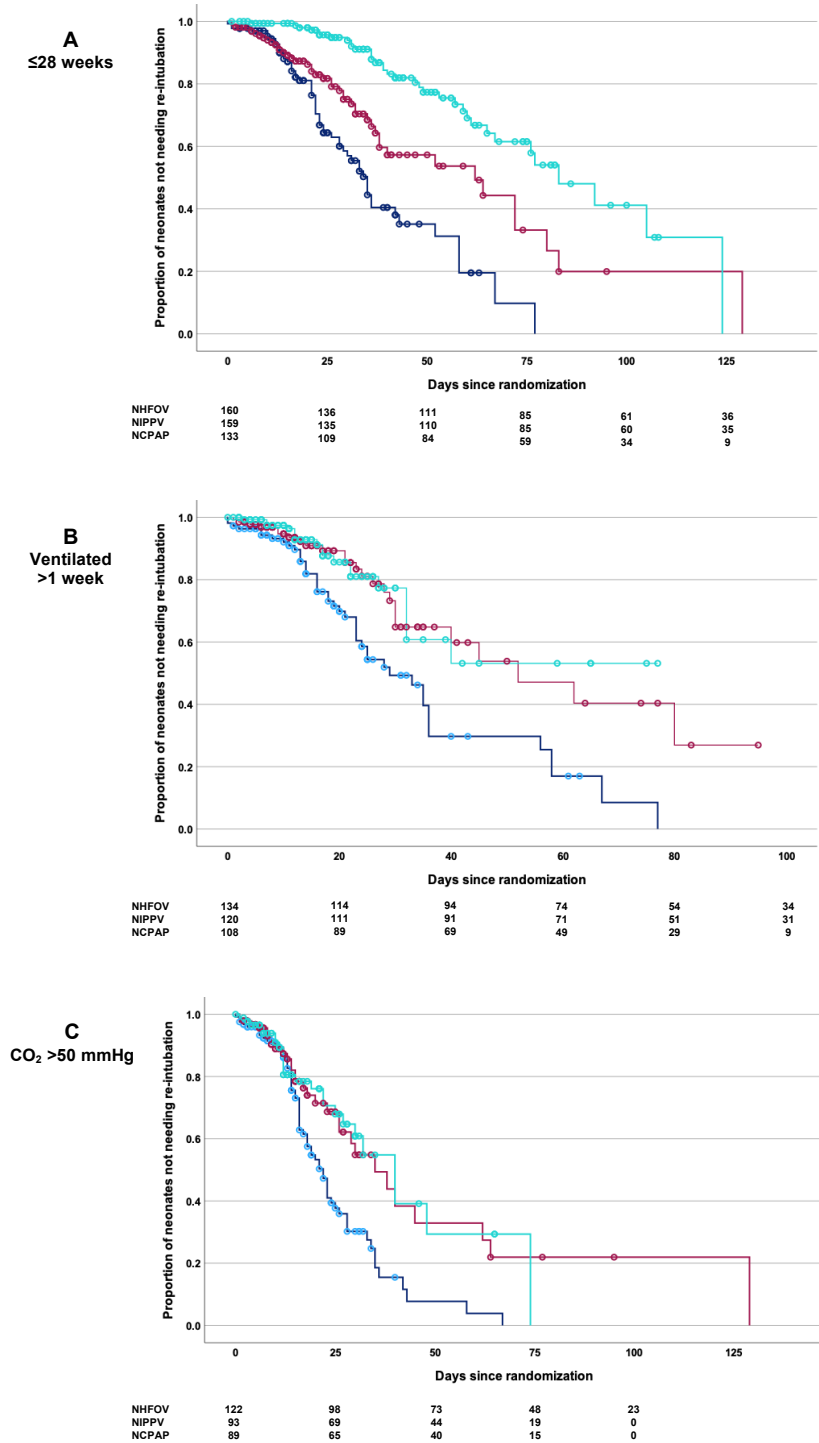 A
≤28 weeks
Proportion of neonates not needing re-intubation
1.0
0.8
0.6
0.4
0.2
0.0
0 25 50 75 100 125
Days since randomization
NHFOV 160 136 111 85 61 36
NIPPV 159 135 110 85 60 35
NCPAP 133 109 84 59 34 9
B
Ventilated
>1 week
Proportion of neonates not needing re-intubation
1.0
0.8
0.6
0.4
0.2
0.0
0 20 40 60 80 100
Days since randomization
NHFOV 134 114 94 74 54 34
NIPPV 120 111 91 71 51 31
NCPAP 108 89 69 49 29 9
C
CO₂ >50 mmHg
Proportion of neonates not needing re-intubation
1.0
0.8
0.6
0.4
0.2
0.0
0 25 50 75 100 125
Days since randomization
NHFOV 122 98 73 48 23
NIPPV 93 69 44 19 0
NCPAP 89 65 40 15 0